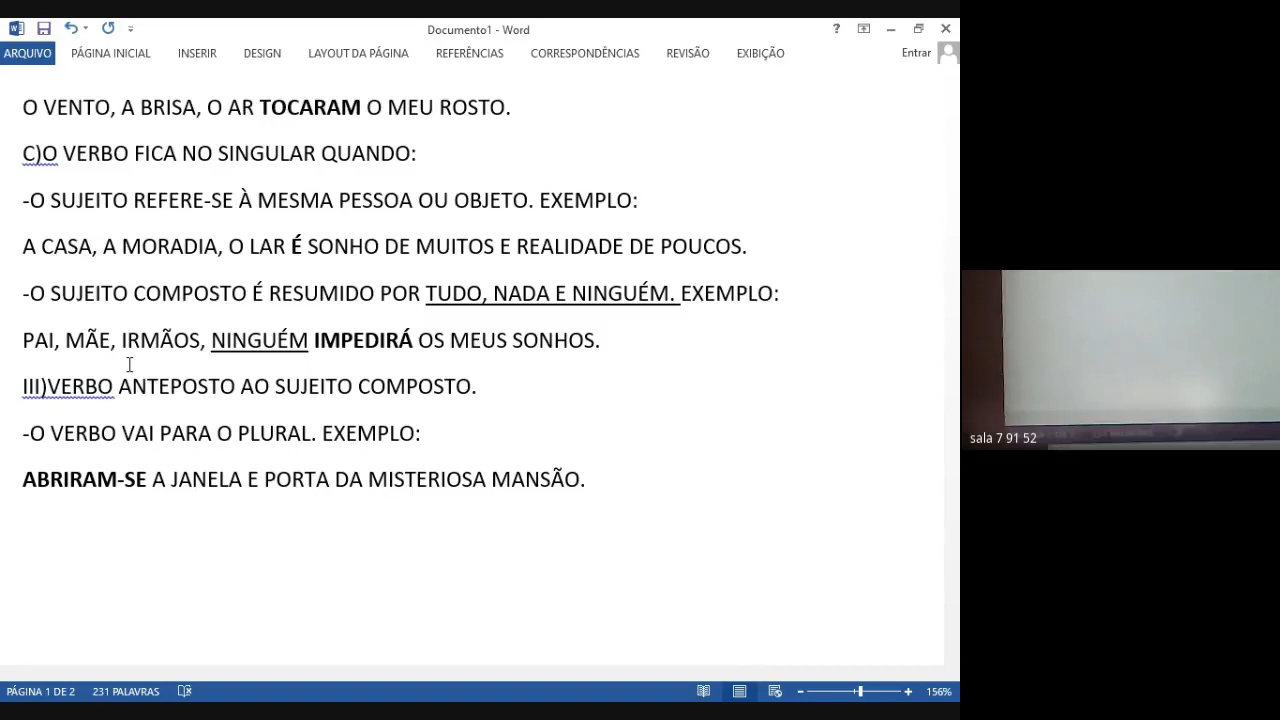 Documento1 - Word
ARQUIVO PÁGINA INICIAL INSERIR DESIGN LAYOUT DA PÁGINA REFERÊNCIAS CORRESPONDÊNCIAS REVISÃO EXIBIÇÃO Entrar
O VENTO, A BRISA, O AR TOCARAM O MEU ROSTO.
C)O VERBO FICA NO SINGULAR QUANDO:
-O SUJEITO REFERE-SE À MESMA PESSOA OU OBJETO. EXEMPLO:
A CASA, A MORADIA, O LAR É SONHO DE MUITOS E REALIDADE DE POUCOS.
-O SUJEITO COMPOSTO É RESUMIDO POR TUDO, NADA E NINGUÉM. EXEMPLO:
PAI, MÃE, IRMÃOS, NINGUÉM IMPEDIRÁ OS MEUS SONHOS.
III)VERBO ANTEPOSTO AO SUJEITO COMPOSTO.
-O VERBO VAI PARA O PLURAL. EXEMPLO:
ABRIRAM-SE A JANELA E PORTA DA MISTERIOSA MANSÃO.
sala 7 91 52
PÁGINA 1 DE 2 231 PALAVRAS 156%